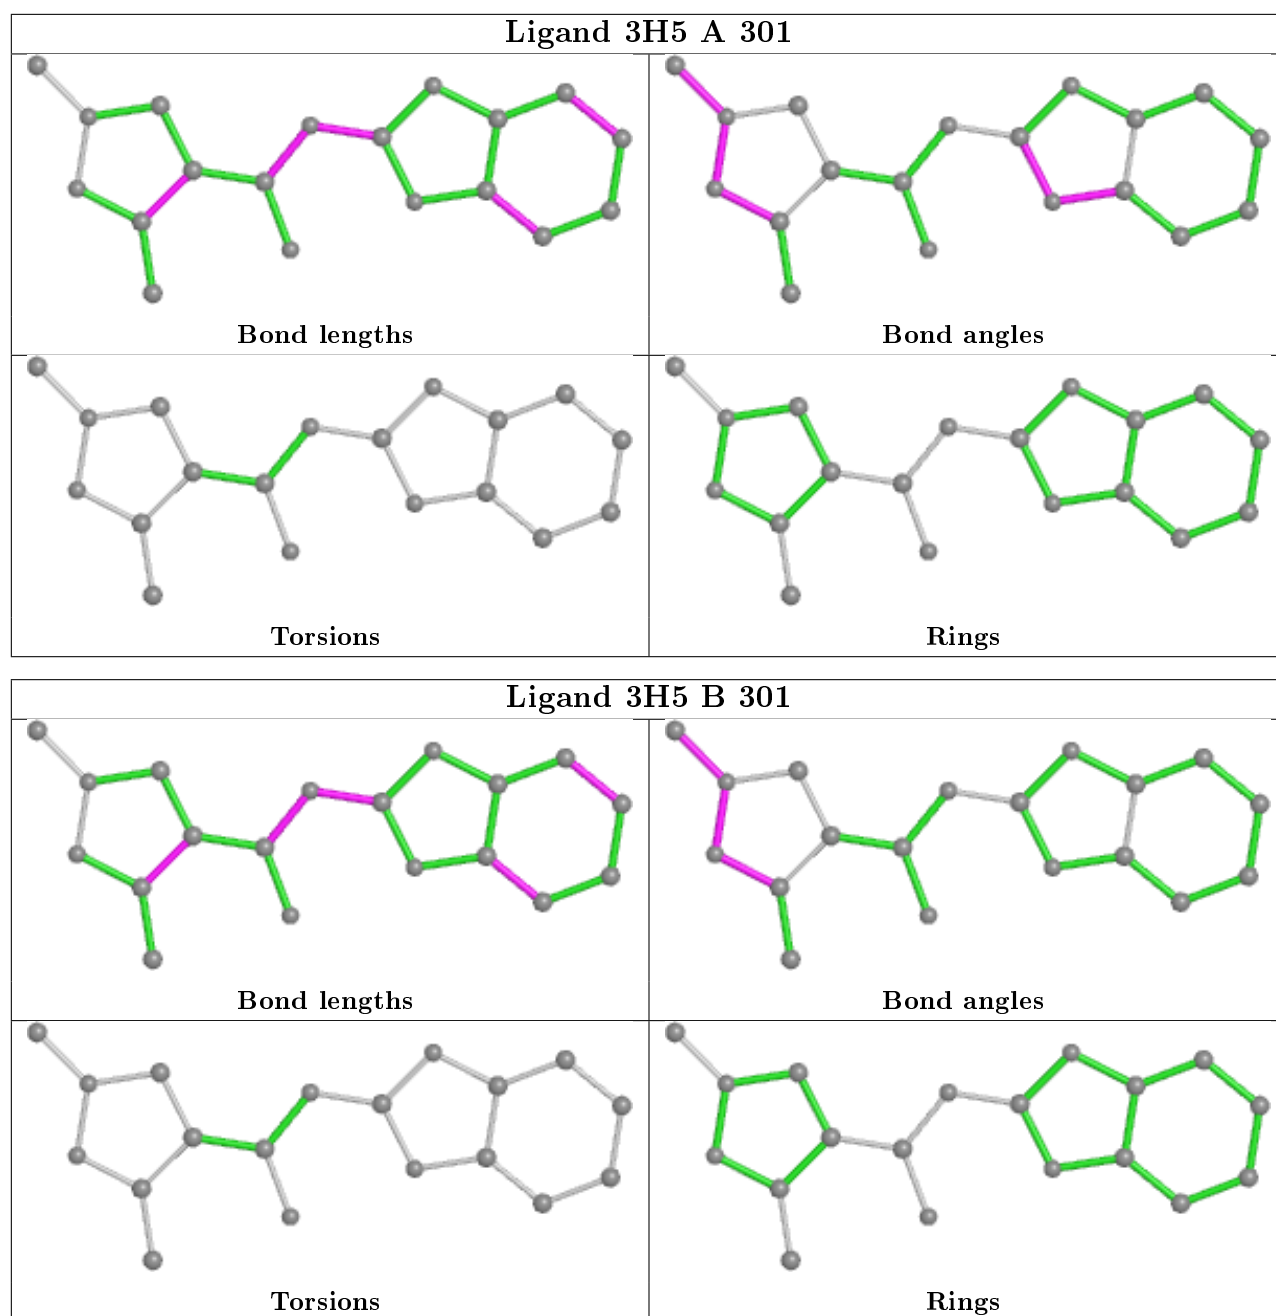 Ligand 3H5 A 301
Bond lengths
Bond angles
Torsions
Rings
Ligand 3H5 B 301
Bond lengths
Bond angles
Torsions
Rings